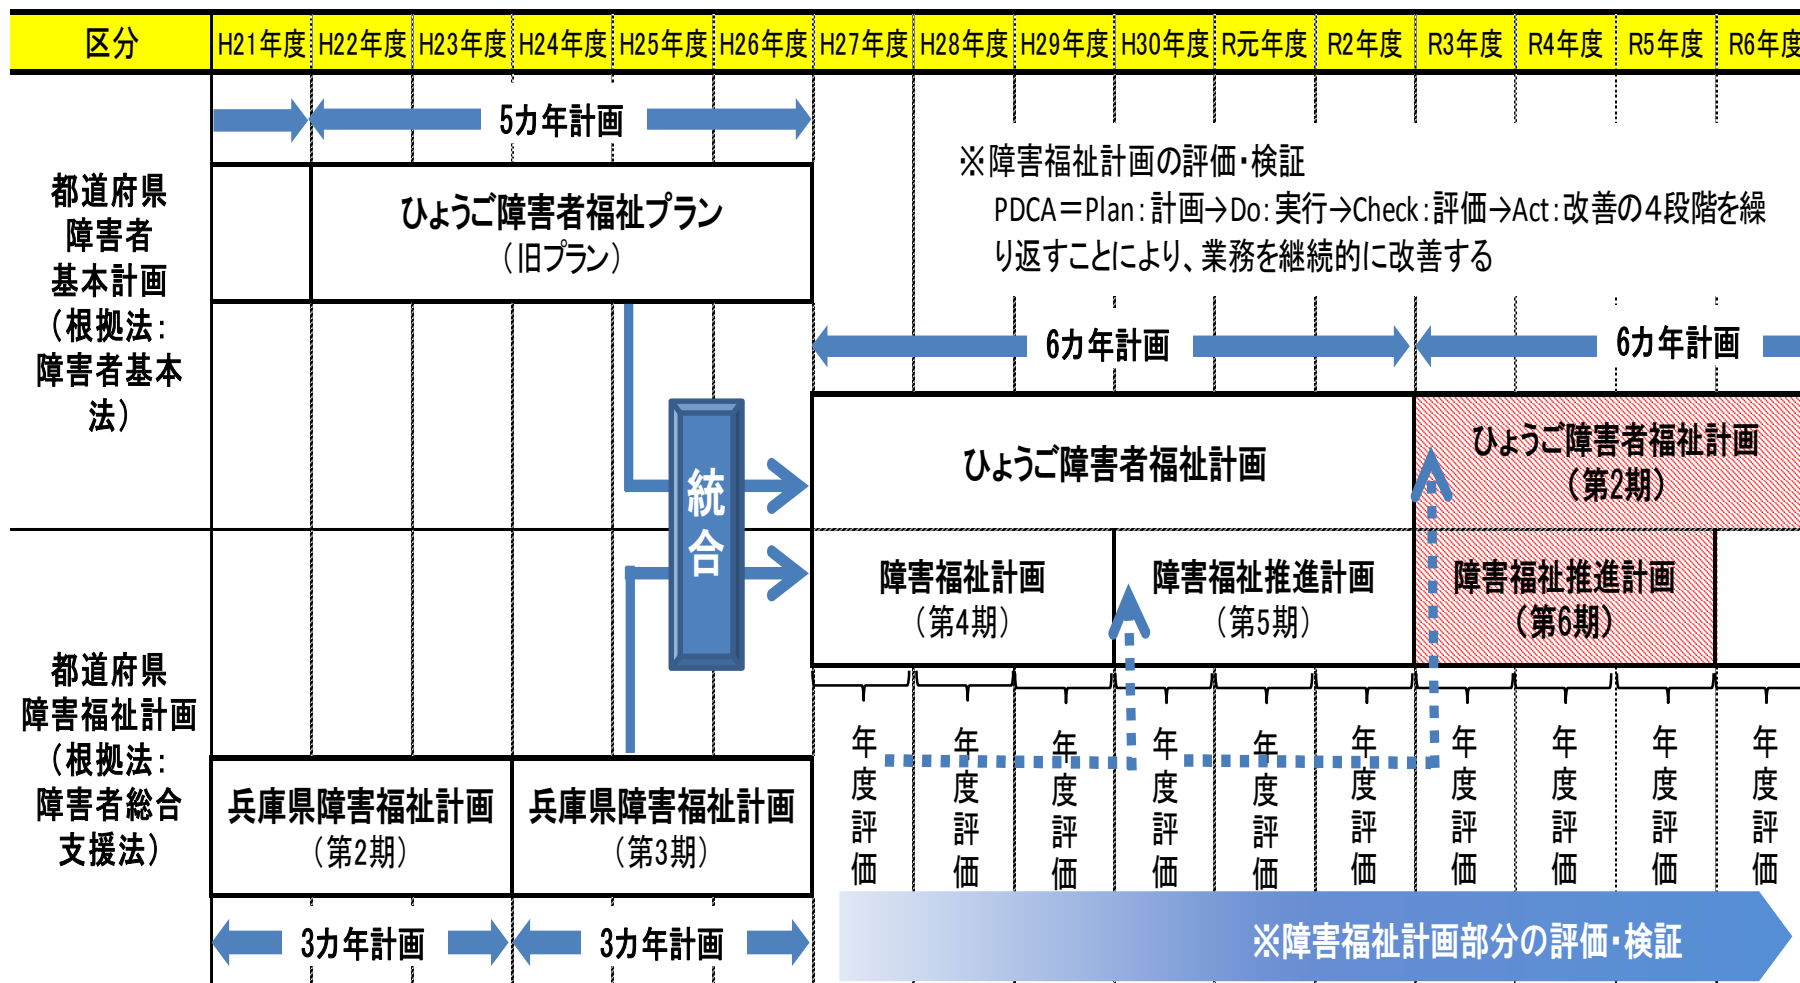 区分 H21年度 H22年度 H23年度 H24年度 H25年度 H26年度 H27年度 H28年度 H29年度 H30年度 R元年度 R2年度 R3年度 R4年度 R5年度 R6年度
都道府県
障害者
基本計画
（根拠法：
障害者基本
法）
5カ年計画
ひょうご障害者福祉プラン
（旧プラン）
※障害福祉計画の評価・検証
PDCA＝Plan：計画→Do：実行→Check：評価→Act：改善の４段階を繰
り返すことにより、業務を継続的に改善する
6カ年計画
6カ年計画
統合
ひょうご障害者福祉計画
ひょうご障害者福祉計画
（第2期）
都道府県
障害福祉計画
（根拠法：
障害者総合
支援法）
障害福祉計画
（第4期）
障害福祉推進計画
（第5期）
障害福祉推進計画
（第6期）
年度評価
年度評価
年度評価
年度評価
年度評価
年度評価
年度評価
年度評価
年度評価
年度評価
兵庫県障害福祉計画
（第2期）
兵庫県障害福祉計画
（第3期）
3カ年計画
3カ年計画
※障害福祉計画部分の評価・検証